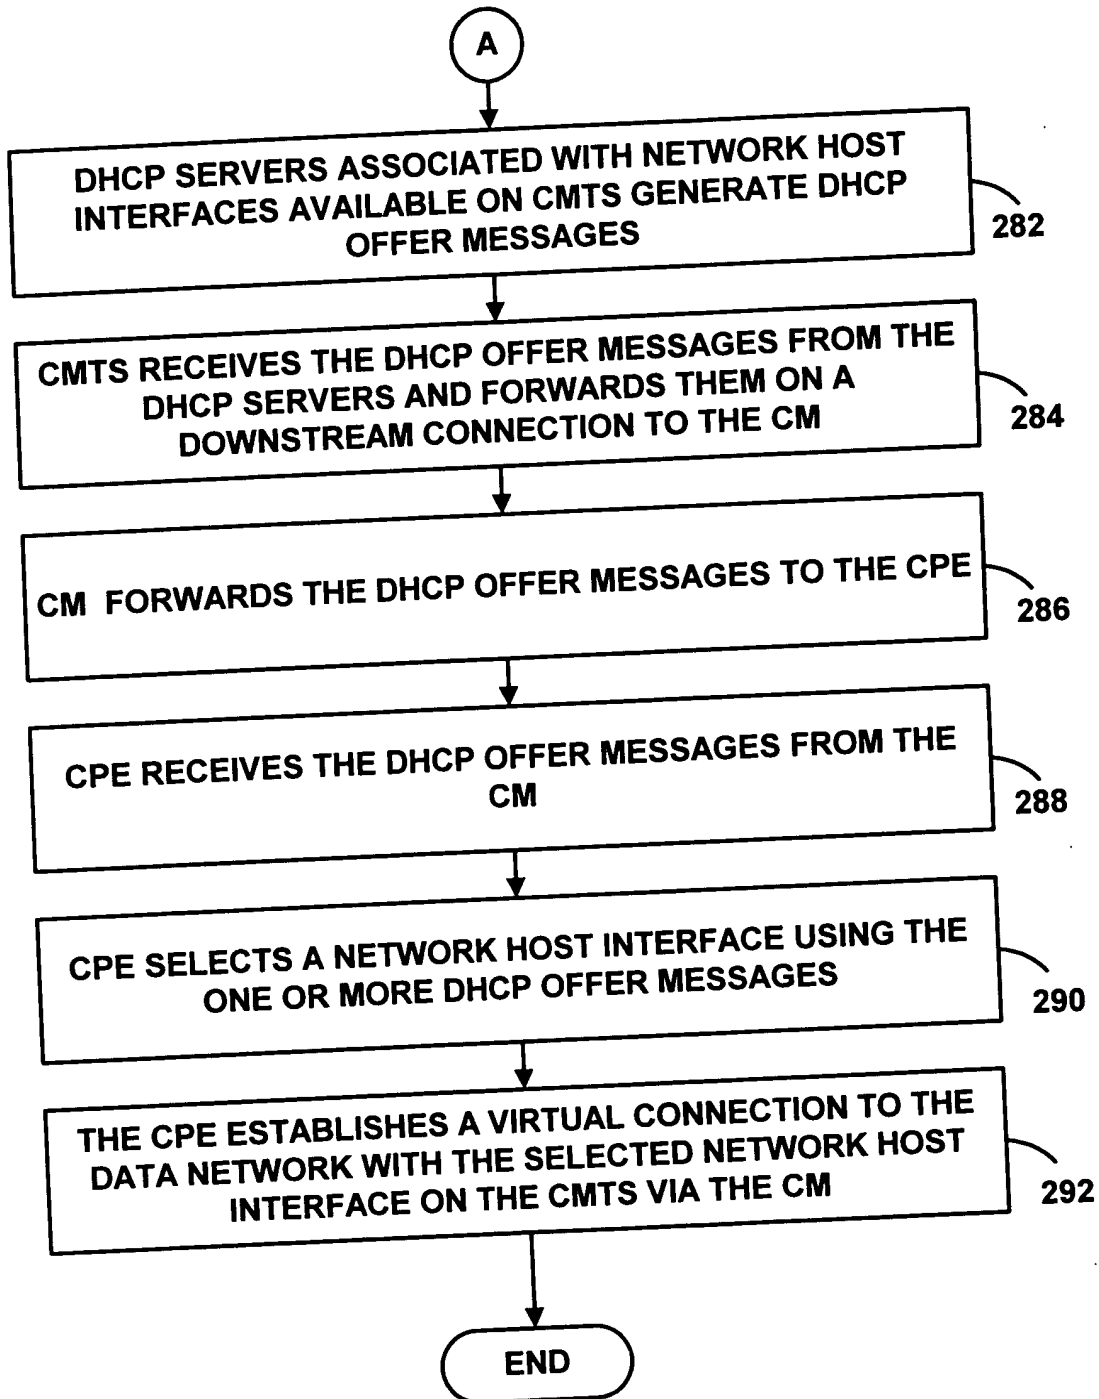 A
DHCP SERVERS ASSOCIATED WITH NETWORK HOST
INTERFACES AVAILABLE ON CMTS GENERATE DHCP
OFFER MESSAGES
282
CMTS RECEIVES THE DHCP OFFER MESSAGES FROM THE
DHCP SERVERS AND FORWARDS THEM ON A
DOWNSTREAM CONNECTION TO THE CM
284
CM FORWARDS THE DHCP OFFER MESSAGES TO THE CPE
286
CPE RECEIVES THE DHCP OFFER MESSAGES FROM THE
CM
288
CPE SELECTS A NETWORK HOST INTERFACE USING THE
ONE OR MORE DHCP OFFER MESSAGES
290
THE CPE ESTABLISHES A VIRTUAL CONNECTION TO THE
DATA NETWORK WITH THE SELECTED NETWORK HOST
INTERFACE ON THE CMTS VIA THE CM
292
END